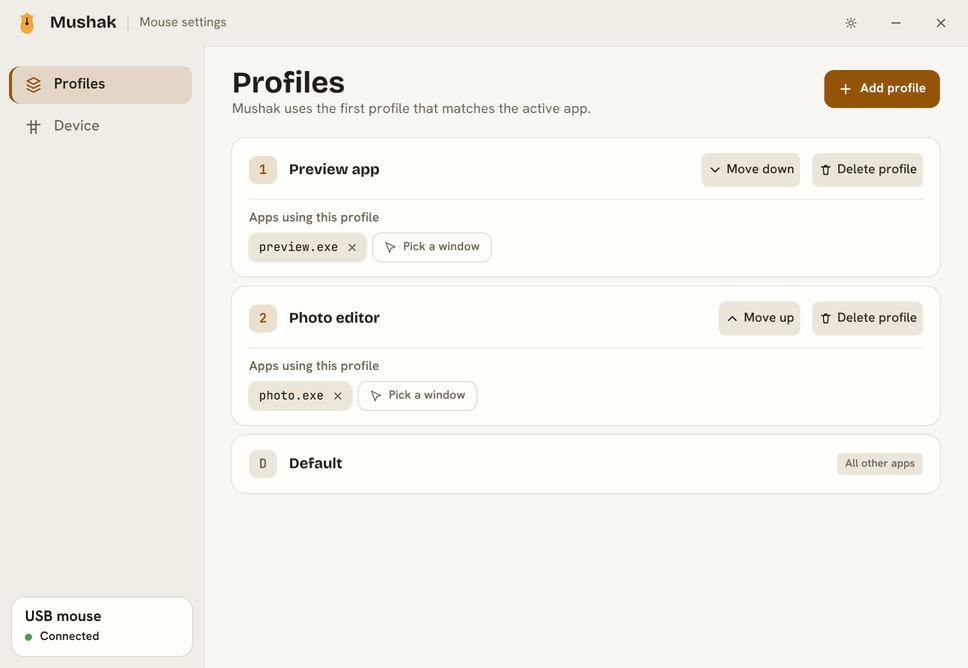 Mushak
Mouse settings
Profiles
Device
Profiles
Mushak uses the first profile that matches the active app.
Add profile
1
Preview app
Move down
Delete profile
Apps using this profile
preview.exe
Pick a window
2
Photo editor
Move up
Delete profile
Apps using this profile
photo.exe
Pick a window
D
Default
All other apps
USB mouse
Connected